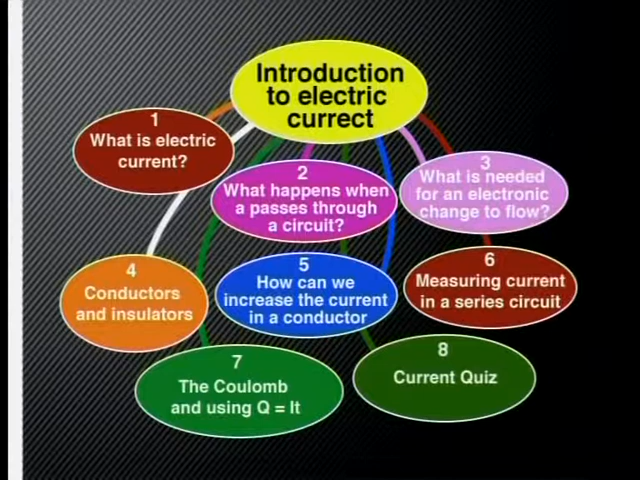 Introduction
to electric
currect
1
What is electric
current?
2
What happens when
a passes through
a circuit?
3
What is needed
for an electronic
change to flow?
4
Conductors
and insulators
5
How can we
increase the current
in a conductor
6
Measuring current
in a series circuit
7
The Coulomb
and using Q = It
8
Current Quiz